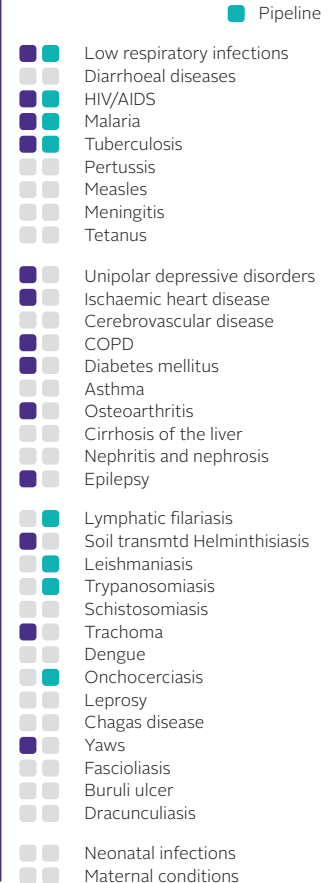 Pipeline
Low respiratory infections
Diarrhoeal diseases
HIV/AIDS
Malaria
Tuberculosis
Pertussis
Measles
Meningitis
Tetanus
Unipolar depressive disorders
Ischaemic heart disease
Cerebrovascular disease
COPD
Diabetes mellitus
Asthma
Osteoarthritis
Cirrhosis of the liver
Nephritis and nephrosis
Epilepsy
Lymphatic filariasis
Soil transmtd Helminthisiasis
Leishmaniasis
Trypanosomiasis
Schistosomiasis
Trachoma
Dengue
Onchocerciasis
Leprosy
Chagas disease
Yaws
Fascioliasis
Buruli ulcer
Dracunculiasis
Neonatal infections
Maternal conditions